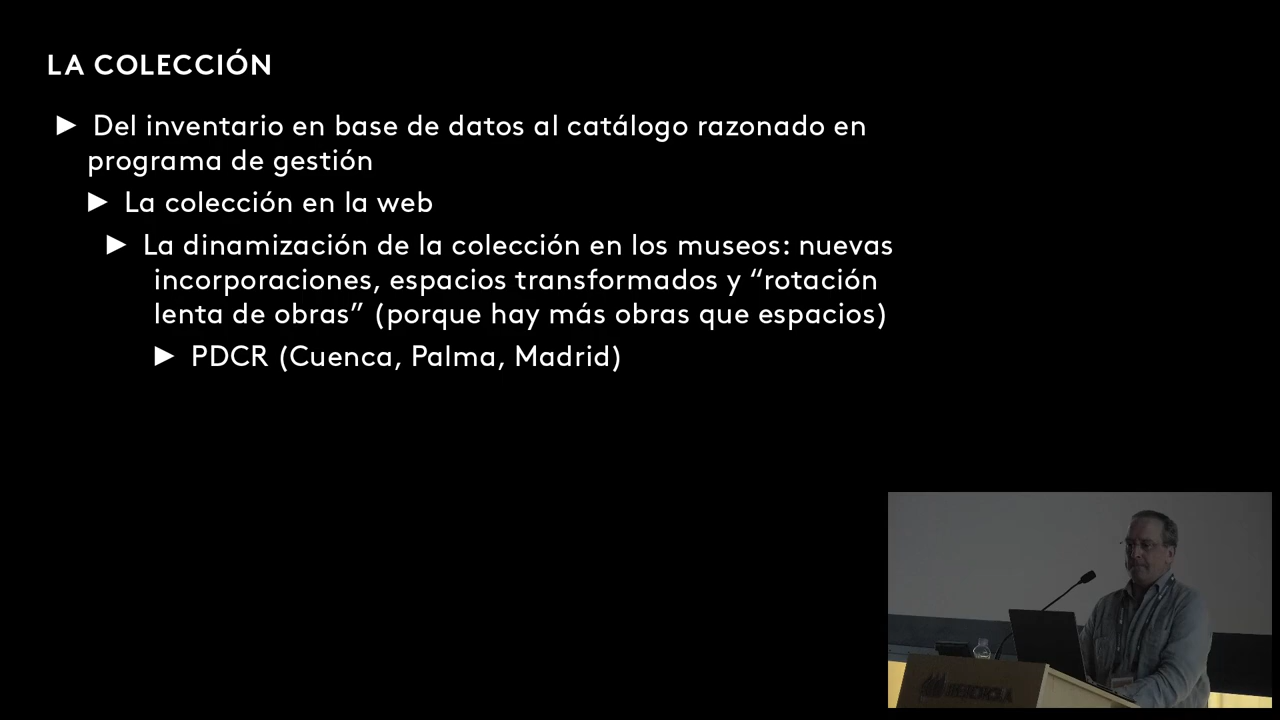 LA COLECCIÓN
► Del inventario en base de datos al catálogo razonado en
programa de gestión
► La colección en la web
► La dinamización de la colección en los museos: nuevas
incorporaciones, espacios transformados y “rotación
lenta de obras” (porque hay más obras que espacios)
► PDCR (Cuenca, Palma, Madrid)
IBERDROLA